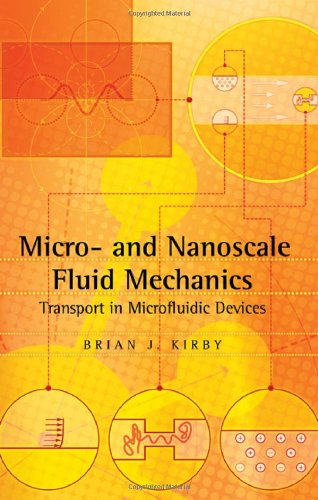 Micro- and Nanoscale
Fluid Mechanics
Transport in Microfluidic Devices
BRIAN J. KIRBY